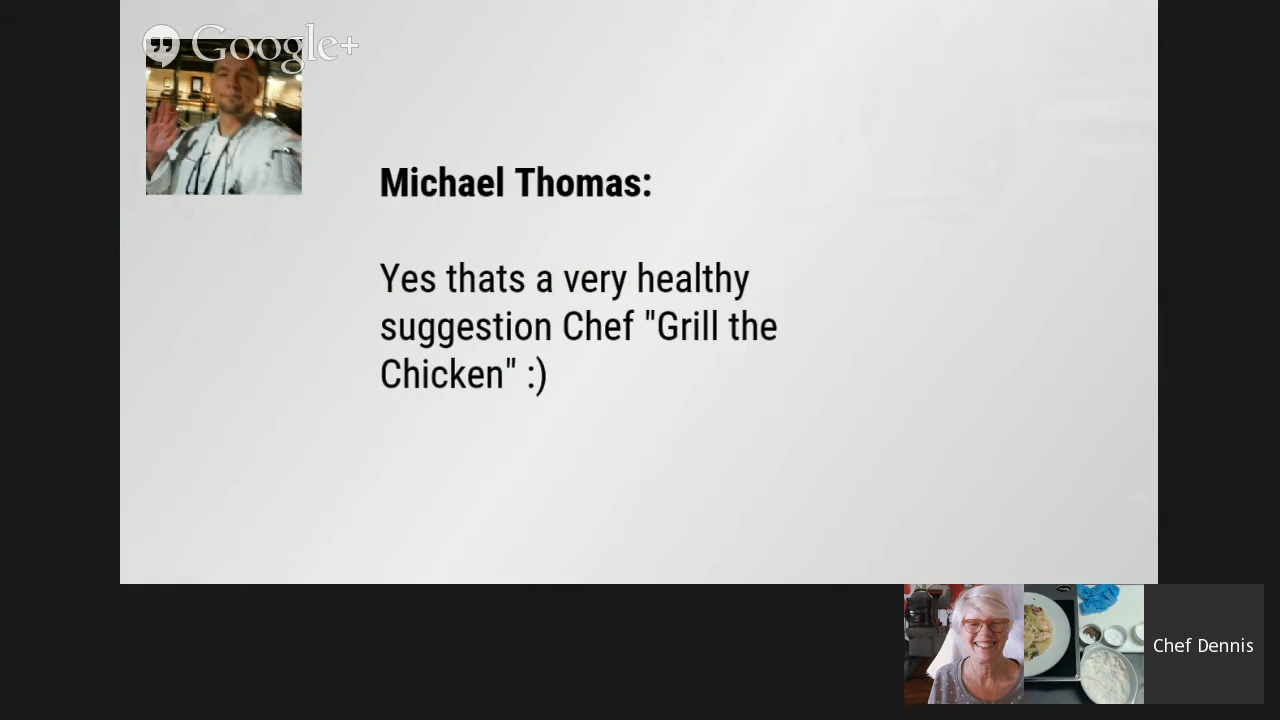 Google+
Michael Thomas:
Yes thats a very healthy
suggestion Chef "Grill the
Chicken" :)
Chef Dennis